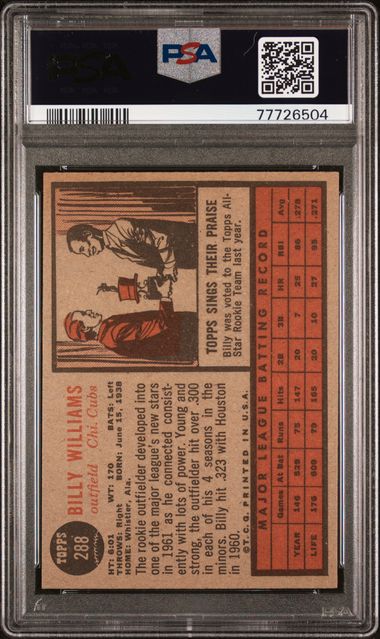 PSA
PSA
77726504
TOPPS
288
BILLY WILLIAMS
outfield Chi. Cubs
HT: 6:01 WT: 170 BATS: Left
THROWS: Right BORN: June 15, 1938
HOME: Whistler, Ala.
The rookie outfielder developed into
one of the major league's new stars
in 1961 as he connected consist-
ently with lots of power. Young and
strong, the outfielder hit over .300
in each of his 4 seasons in the
minors. Billy hit .323 with Houston
in 1960.
©T.C.G. PRINTED IN U.S.A.
TOPPS SINGS THEIR PRAISE
Billy was voted to the Topps All-
Star Rookie Team last year.
MAJOR LEAGUE BATTING RECORD
Games At Bat Runs Hits 2B 3B HR RBI Avg
YEAR 146 529 75 147 20 7 25 86 .278
LIFE 176 609 79 165 20 10 27 95 .271
PSA